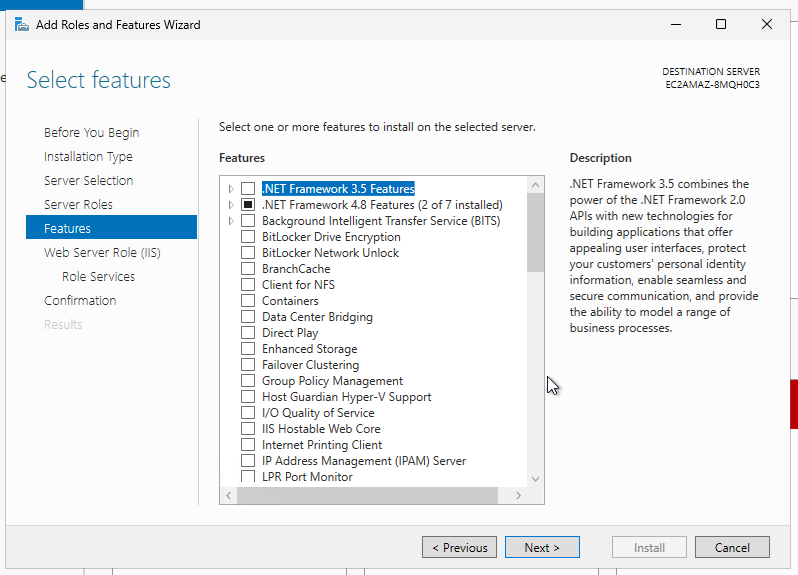 Add Roles and Features Wizard
Select features
DESTINATION SERVER
EC2AMAZ-8MQH0C3
Before You Begin
Installation Type
Server Selection
Server Roles
Features
Web Server Role (IIS)
Role Services
Confirmation
Results
Select one or more features to install on the selected server.
Features
.NET Framework 3.5 Features
.NET Framework 4.8 Features (2 of 7 installed)
Background Intelligent Transfer Service (BITS)
BitLocker Drive Encryption
BitLocker Network Unlock
BranchCache
Client for NFS
Containers
Data Center Bridging
Direct Play
Enhanced Storage
Failover Clustering
Group Policy Management
Host Guardian Hyper-V Support
I/O Quality of Service
IIS Hostable Web Core
Internet Printing Client
IP Address Management (IPAM) Server
LPR Port Monitor
Description
.NET Framework 3.5 combines the
power of the .NET Framework 2.0
APIs with new technologies for
building applications that offer
appealing user interfaces, protect
your customers' personal identity
information, enable seamless and
secure communication, and provide
the ability to model a range of
business processes.
< Previous
Next >
Install
Cancel